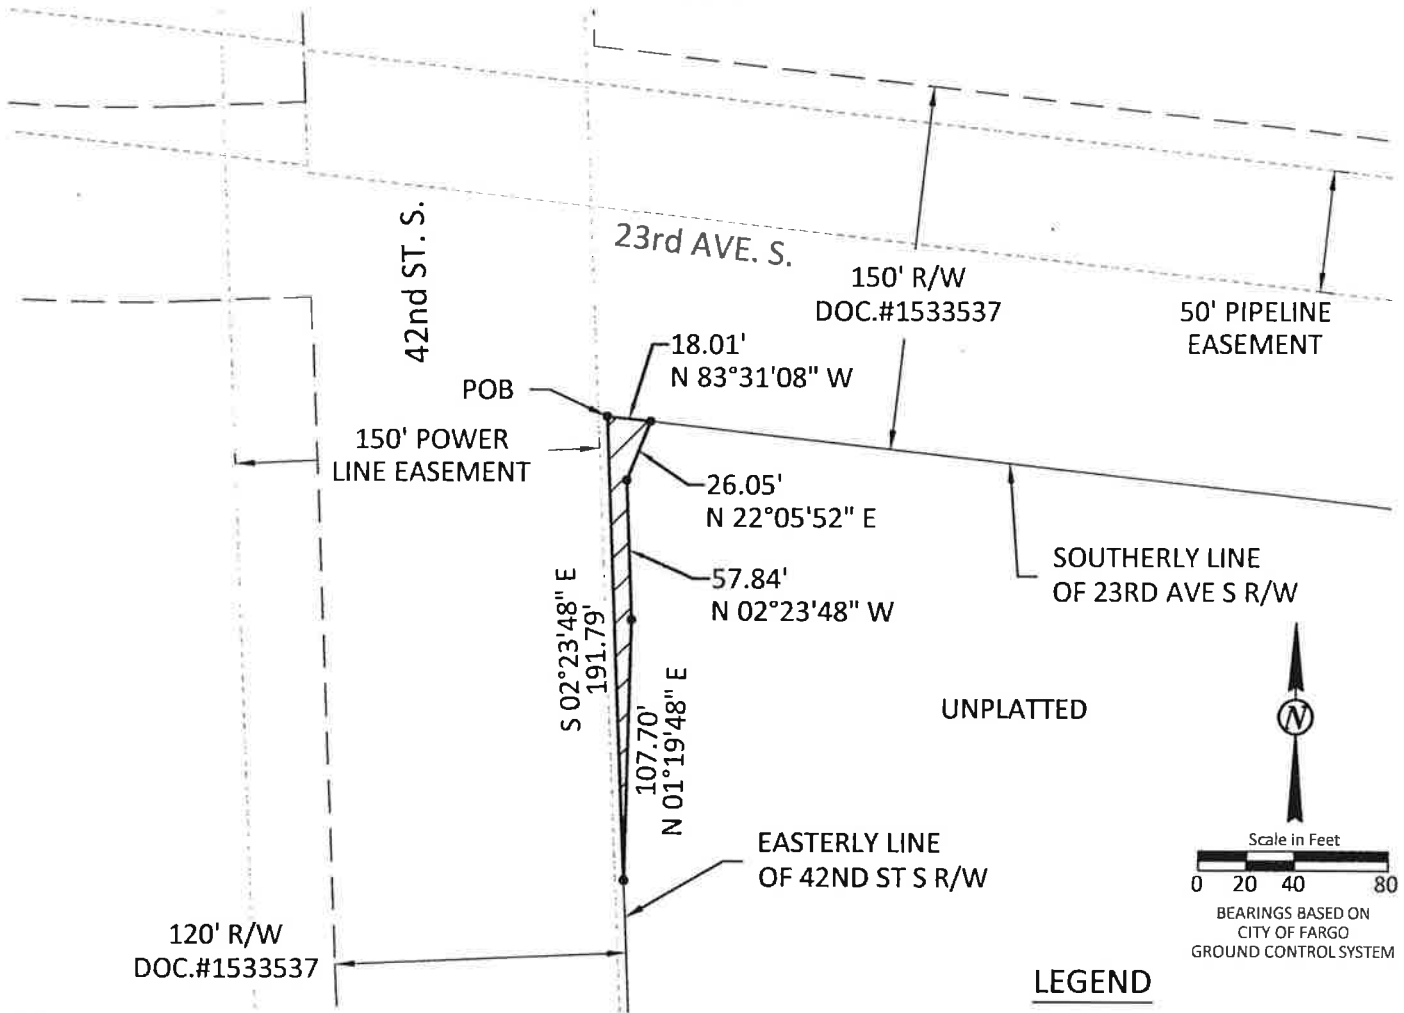 42nd ST. S.
23rd AVE. S.
150' R/W
DOC.#1533537
50' PIPELINE
EASEMENT
18.01'
N 83°31'08" W
POB
150' POWER
LINE EASEMENT
26.05'
N 22°05'52" E
57.84'
N 02°23'48" W
SOUTHERLY LINE
OF 23RD AVE S R/W
S 02°23'48" E
191.79'
107.70'
N 01°19'48" E
UNPLATTED
N
EASTERLY LINE
OF 42ND ST S R/W
Scale in Feet
0 20 40 80
BEARINGS BASED ON
CITY OF FARGO
GROUND CONTROL SYSTEM
120' R/W
DOC.#1533537
LEGEND